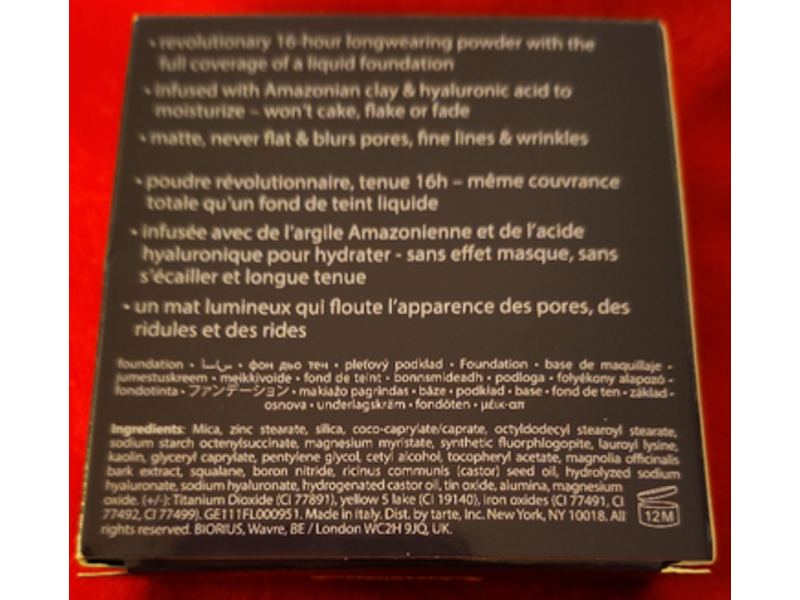 • revolutionary 16-hour longwearing powder with the
full coverage of a liquid foundation
• infused with Amazonian clay & hyaluronic acid to
moisturize – won't cake, flake or fade
• matte, never flat & blurs pores, fine lines & wrinkles
• poudre révolutionnaire, tenue 16h – même couvrance
totale qu'un fond de teint liquide
• infusée avec de l'argile Amazonienne et de l'acide
hyaluronique pour hydrater - sans effet masque, sans
s'écailler et longue tenue
• un mat lumineux qui floute l'apparence des pores, des
ridules et des rides
foundation • • фон дьо тен • pleťový podklad • Foundation • base de maquillaje •
jumestuskreem • meikkivoide • fond de teint • bonnsmideadh • podloga • folyékony alapozó •
fondotinta • ファンデーション • makiažo pagrindas • bāze • podkład • base • fond de ten • základ •
osnova • underlagskräm • fondöten • μέικ-απ
Ingredients: Mica, zinc stearate, silica, coco-caprylate/caprate, octyldodecyl stearoyl stearate,
sodium starch octenylsuccinate, magnesium myristate, synthetic fluorphlogopite, lauroyl lysine,
kaolin, glyceryl caprylate, pentylene glycol, cetyl alcohol, tocopheryl acetate, magnolia officinalis
bark extract, squalane, boron nitride, ricinus communis (castor) seed oil, hydrolyzed sodium
hyaluronate, sodium hyaluronate, hydrogenated castor oil, tin oxide, alumina, magnesium
oxide. (+/-): Titanium Dioxide (CI 77891), yellow 5 lake (CI 19140), iron oxides (CI 77491, CI
77492, CI 77499). GE111FL000951. Made in Italy. Dist. by tarte, Inc. New York, NY 10018. All
rights reserved. BIORIUS, Wavre, BE / London WC2H 9JQ, UK.
12M